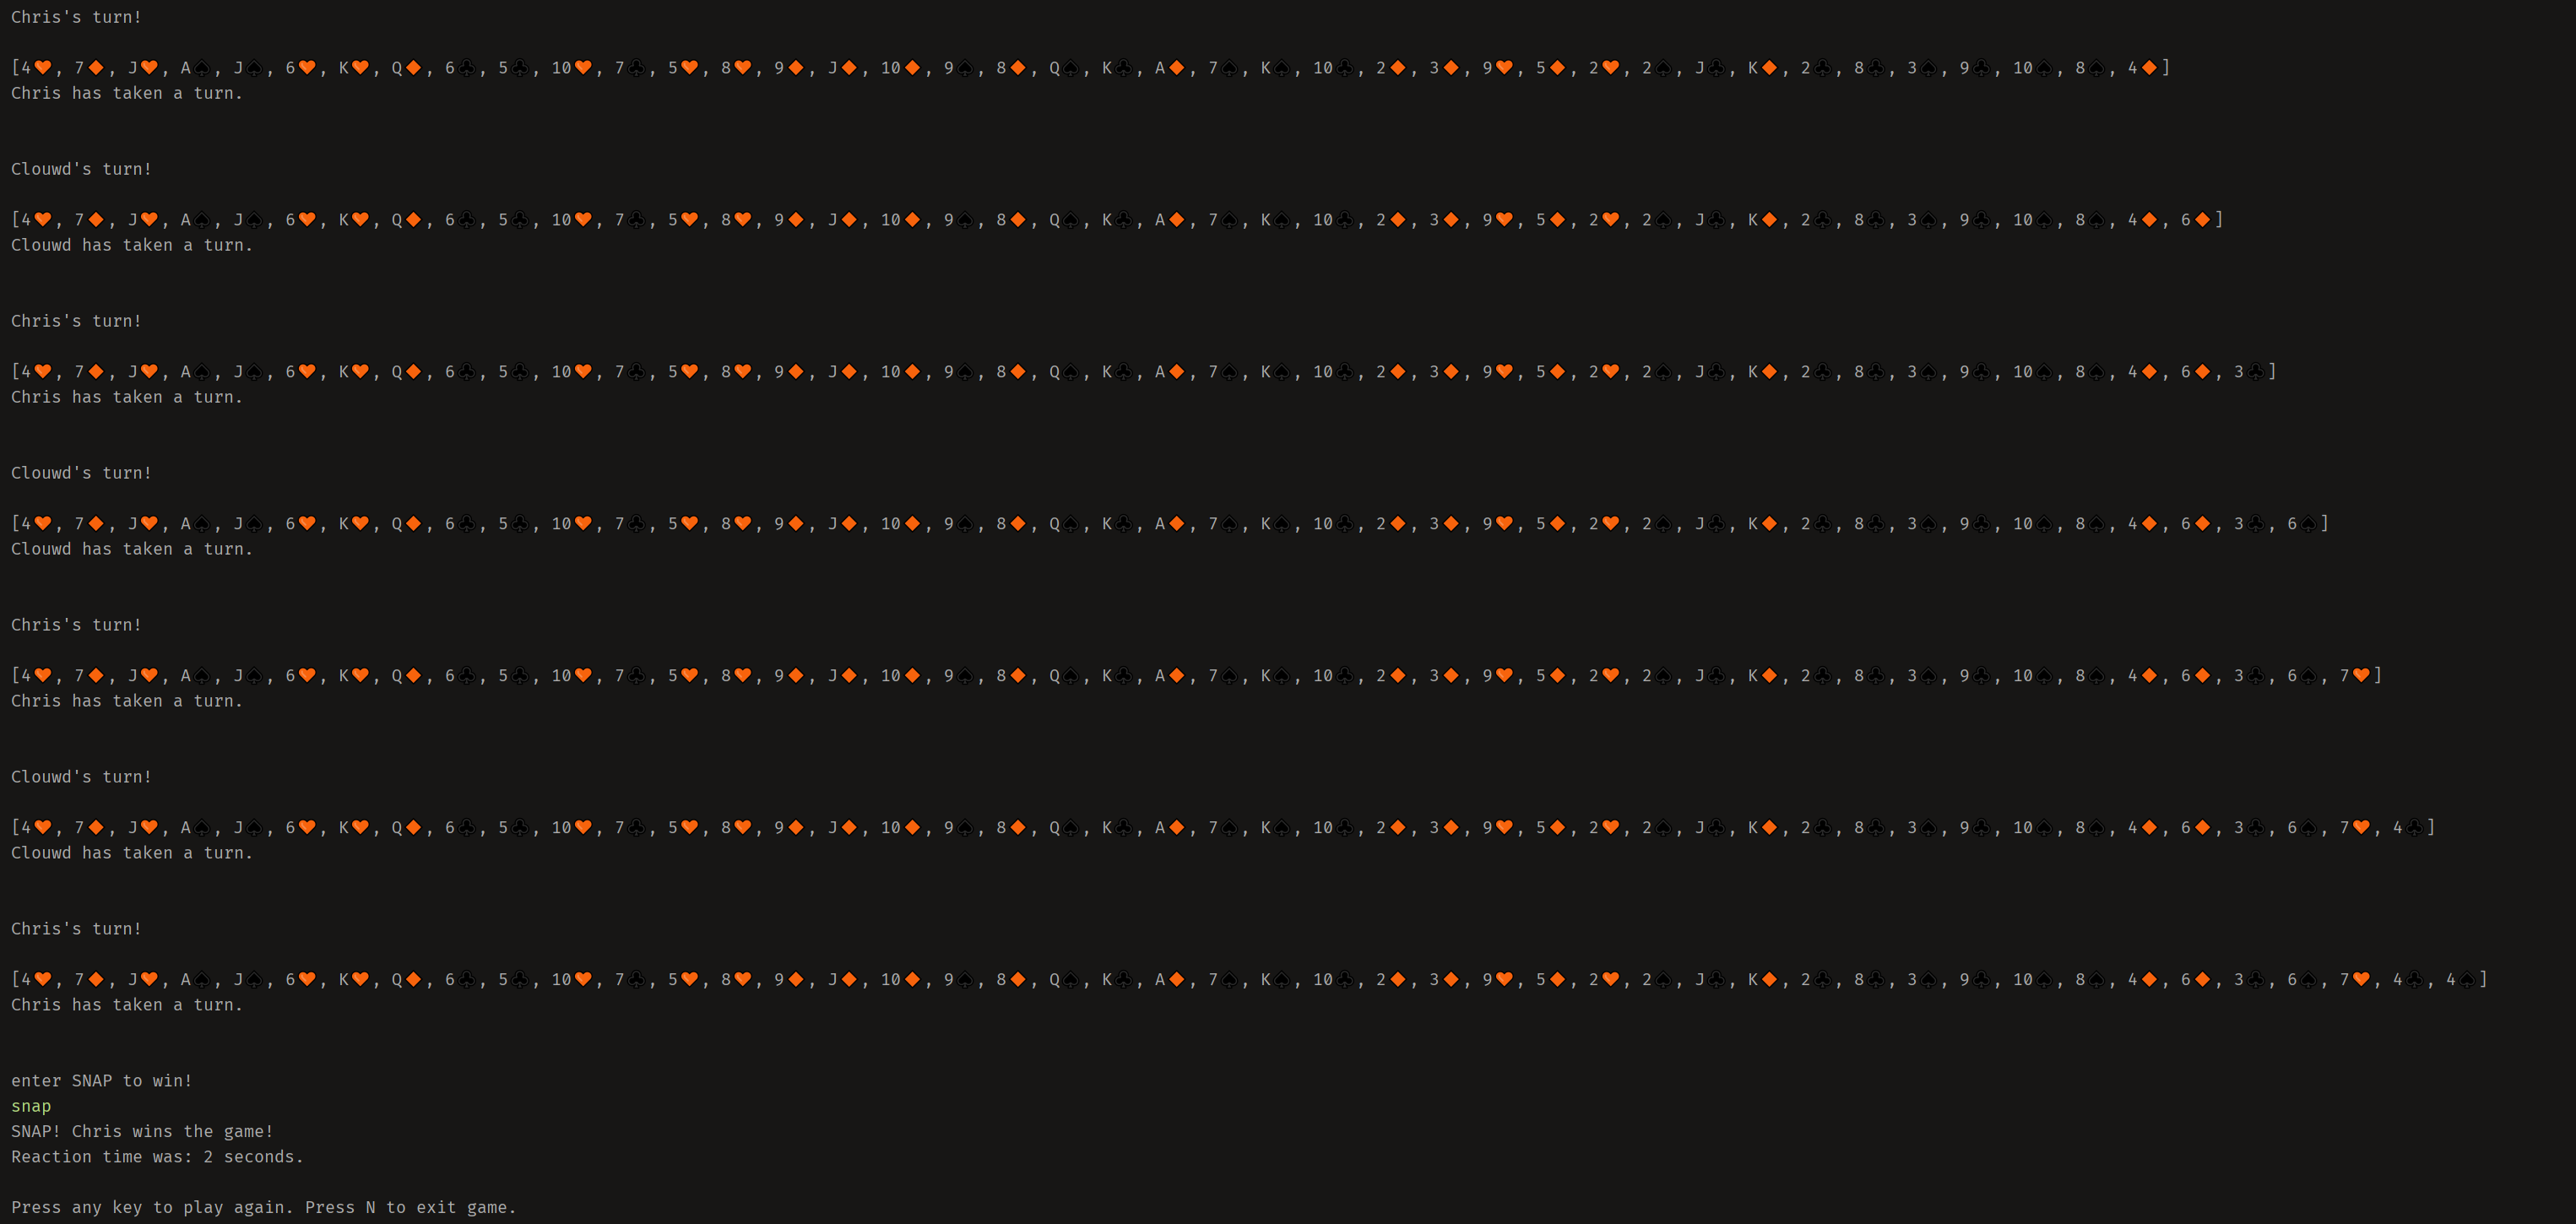 Chris's turn!
[4♥, 7♦, J♥, A♠, J♠, 6♥, K♥, Q♦, 6♣, 5♣, 10♥, 7♣, 5♥, 8♥, 9♦, J♦, 10♦, 9♠, 8♦, Q♠, K♣, A♦, 7♠, K♠, 10♣, 2♦, 3♦, 9♥, 5♦, 2♥, 2♠, J♣, K♦, 2♣, 8♣, 3♠, 9♣, 10♠, 8♠, 4♦]
Chris has taken a turn.
Clouwd's turn!
[4♥, 7♦, J♥, A♠, J♠, 6♥, K♥, Q♦, 6♣, 5♣, 10♥, 7♣, 5♥, 8♥, 9♦, J♦, 10♦, 9♠, 8♦, Q♠, K♣, A♦, 7♠, K♠, 10♣, 2♦, 3♦, 9♥, 5♦, 2♥, 2♠, J♣, K♦, 2♣, 8♣, 3♠, 9♣, 10♠, 8♠, 4♦, 6♦]
Clouwd has taken a turn.
Chris's turn!
[4♥, 7♦, J♥, A♠, J♠, 6♥, K♥, Q♦, 6♣, 5♣, 10♥, 7♣, 5♥, 8♥, 9♦, J♦, 10♦, 9♠, 8♦, Q♠, K♣, A♦, 7♠, K♠, 10♣, 2♦, 3♦, 9♥, 5♦, 2♥, 2♠, J♣, K♦, 2♣, 8♣, 3♠, 9♣, 10♠, 8♠, 4♦, 6♦, 3♣]
Chris has taken a turn.
Clouwd's turn!
[4♥, 7♦, J♥, A♠, J♠, 6♥, K♥, Q♦, 6♣, 5♣, 10♥, 7♣, 5♥, 8♥, 9♦, J♦, 10♦, 9♠, 8♦, Q♠, K♣, A♦, 7♠, K♠, 10♣, 2♦, 3♦, 9♥, 5♦, 2♥, 2♠, J♣, K♦, 2♣, 8♣, 3♠, 9♣, 10♠, 8♠, 4♦, 6♦, 3♣, 6♠]
Clouwd has taken a turn.
Chris's turn!
[4♥, 7♦, J♥, A♠, J♠, 6♥, K♥, Q♦, 6♣, 5♣, 10♥, 7♣, 5♥, 8♥, 9♦, J♦, 10♦, 9♠, 8♦, Q♠, K♣, A♦, 7♠, K♠, 10♣, 2♦, 3♦, 9♥, 5♦, 2♥, 2♠, J♣, K♦, 2♣, 8♣, 3♠, 9♣, 10♠, 8♠, 4♦, 6♦, 3♣, 6♠, 7♥]
Chris has taken a turn.
Clouwd's turn!
[4♥, 7♦, J♥, A♠, J♠, 6♥, K♥, Q♦, 6♣, 5♣, 10♥, 7♣, 5♥, 8♥, 9♦, J♦, 10♦, 9♠, 8♦, Q♠, K♣, A♦, 7♠, K♠, 10♣, 2♦, 3♦, 9♥, 5♦, 2♥, 2♠, J♣, K♦, 2♣, 8♣, 3♠, 9♣, 10♠, 8♠, 4♦, 6♦, 3♣, 6♠, 7♥, 4♣]
Clouwd has taken a turn.
Chris's turn!
[4♥, 7♦, J♥, A♠, J♠, 6♥, K♥, Q♦, 6♣, 5♣, 10♥, 7♣, 5♥, 8♥, 9♦, J♦, 10♦, 9♠, 8♦, Q♠, K♣, A♦, 7♠, K♠, 10♣, 2♦, 3♦, 9♥, 5♦, 2♥, 2♠, J♣, K♦, 2♣, 8♣, 3♠, 9♣, 10♠, 8♠, 4♦, 6♦, 3♣, 6♠, 7♥, 4♣, 4♠]
Chris has taken a turn.
enter SNAP to win!
snap
SNAP! Chris wins the game!
Reaction time was: 2 seconds.
Press any key to play again. Press N to exit game.